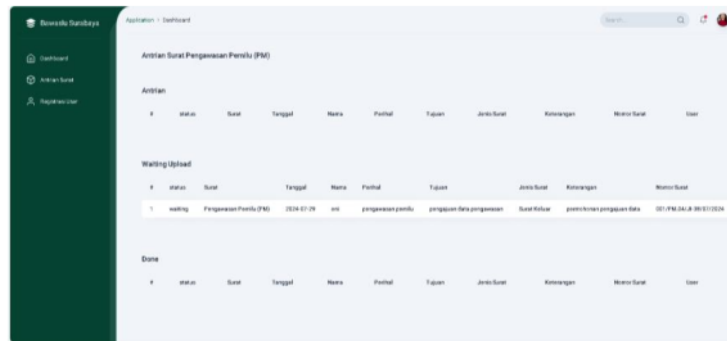 Bawaslu Surabaya
Application > Dashboard
Search...
Dashboard
Antrian Surat
Registrasi User
Antrian Surat Pengawasan Pemilu (PM)
Antrian
# status Surat Tanggal Nama Perihal Tujuan Jenis Surat Keterangan Nomor Surat User
Waiting Upload
# status Surat Tanggal Nama Perihal Tujuan Jenis Surat Keterangan Nomor Surat
1 waiting Pengawasan Pemilu (PM) 2024-07-29 pengawasan pemilu pengajuan data pengawasan Surat Keluar permohonan pengajuan data
Done
# status Surat Tanggal Nama Perihal Tujuan Jenis Surat Keterangan Nomor Surat User